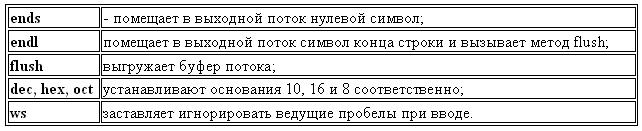 ends - помещает в выходной поток нулевой символ;
endl помещает в выходной поток символ конца строки и вызывает метод flush;
flush выгружает буфер потока;
dec, hex, oct устанавливают основания 10, 16 и 8 соответственно;
ws заставляет игнорировать ведущие пробелы при вводе.